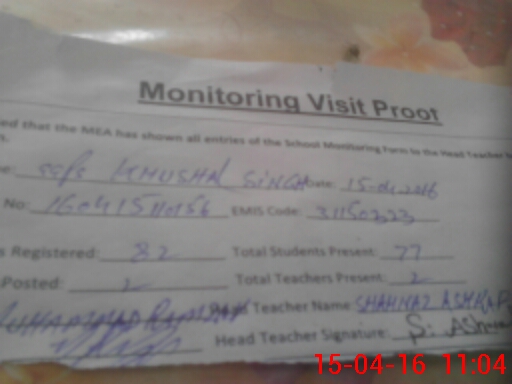 Monitoring Visit Proof
ed that the MEA has shown all entries of the School Monitoring Form to the Head Teacher
KHUSHAL SINGH Date: 15-04-2016
No: EMIS Code: 31150323
s Registered: 82 Total Students Present: 77
Posted: 2 Total Teachers Present: 2
Teacher Name: SHAHNAZ
Head Teacher Signature: S.
15-04-16 11:04